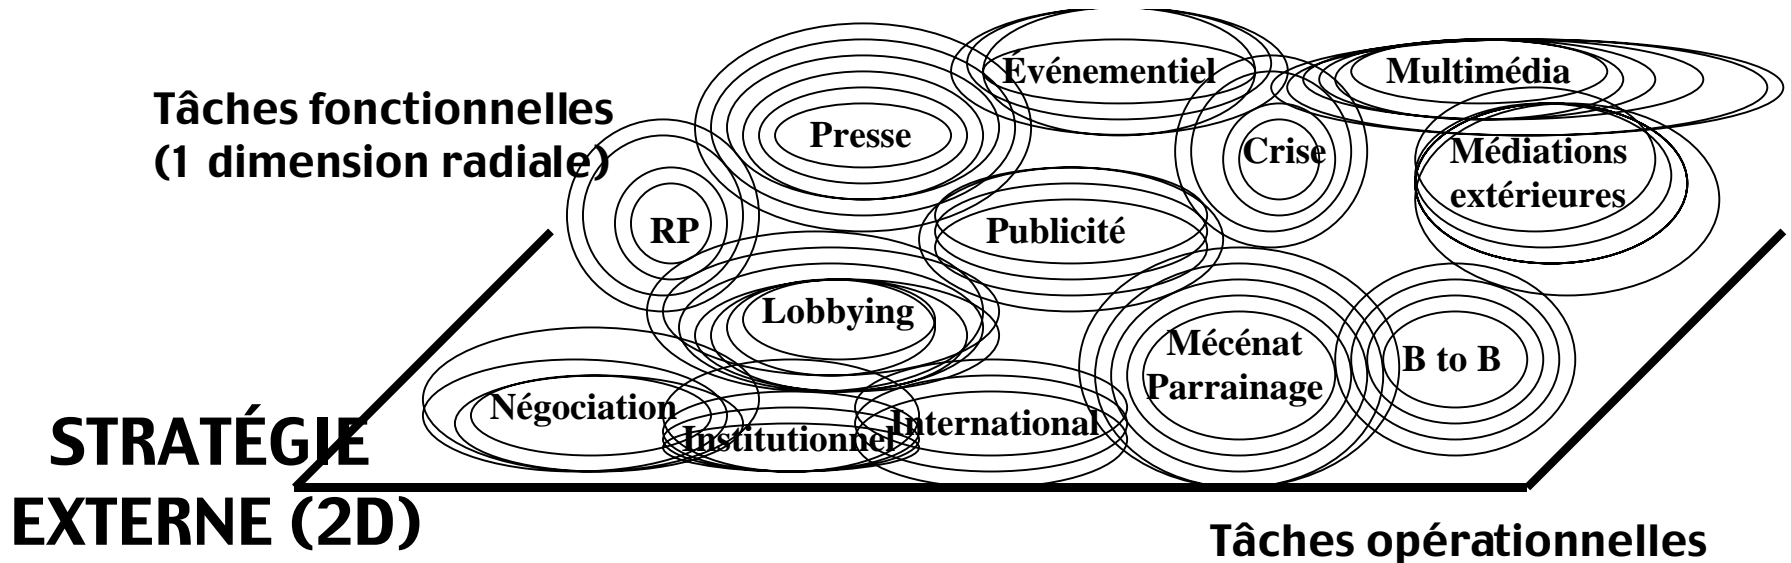 Événementiel
Multimédia
Tâches fonctionnelles
(1 dimension radiale)
Presse
Crise
Médiations
extérieures
RP
Publicité
Lobbying
Mécénat
Parrainage
B to B
Négociation
Institutionnel
International
STRATÉGIE
EXTERNE (2D)
Tâches opérationnelles